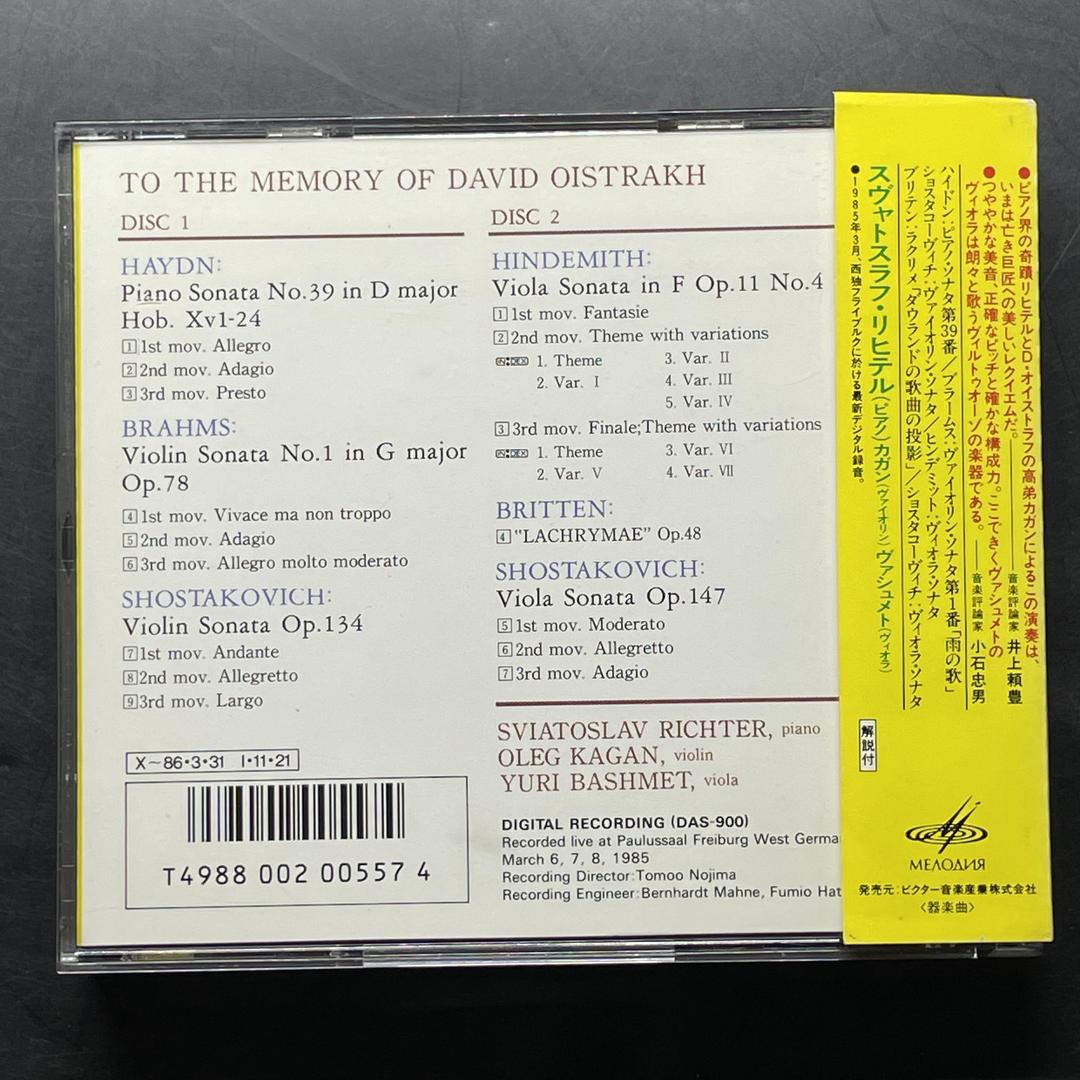 TO THE MEMORY OF DAVID OISTRAKH
DISC 1
HAYDN:
Piano Sonata No.39 in D major
Hob. Xv1-24
1 1st mov. Allegro
2 2nd mov. Adagio
3 3rd mov. Presto
BRAHMS:
Violin Sonata No.1 in G major
Op.78
4 1st mov. Vivace ma non troppo
5 2nd mov. Adagio
6 3rd mov. Allegro molto moderato
SHOSTAKOVICH:
Violin Sonata Op.134
7 1st mov. Andante
8 2nd mov. Allegretto
9 3rd mov. Largo
X~86・3・31 1・11・21
T4988 002 00557 4
DISC 2
HINDEMITH:
Viola Sonata in F Op.11 No.4
1 1st mov. Fantasie
2 2nd mov. Theme with variations
INDEX 1. Theme 3. Var. II
2. Var. I 4. Var. III
5. Var. IV
3 3rd mov. Finale;Theme with variations
INDEX 1. Theme 3. Var. VI
2. Var. V 4. Var. VII
BRITTEN:
4 "LACHRYMAE" Op.48
SHOSTAKOVICH:
Viola Sonata Op.147
5 1st mov. Moderato
6 2nd mov. Allegretto
7 3rd mov. Adagio
SVIATOSLAV RICHTER, piano
OLEG KAGAN, violin
YURI BASHMET, viola
DIGITAL RECORDING (DAS-900)
Recorded live at Paulussaal Freiburg West Germa
March 6, 7, 8, 1985
Recording Director:Tomoo Nojima
Recording Engineer:Bernhardt Mahne, Fumio Hat
●ピアノ界の奇蹟リヒテルとD・オイストラフの高弟カガンによるこの演奏は、
いまは亡き巨匠への美しいレクイエムだ。――音楽評論家 井上頼豊
●つややかな美音、正確なピッチと確かな構成力。ここできくヴァシュメトの
ヴィオラは朗々と歌うヴィルトゥオーゾの楽器である。――音楽評論家 小石忠男
ハイドン:ピアノ・ソナタ第39番/ブラームス:ヴァイオリン・ソナタ第1番「雨の歌」
ショスタコーヴィチ:ヴァイオリン・ソナタ/ヒンデミット:ヴィオラ・ソナタ
ブリテン:ラクリメ「ダウランドの歌曲の投影」/ショスタコーヴィチ:ヴィオラ・ソナタ
スヴャトスラフ・リヒテル(ピアノ)カガン(ヴァイオリン)ヴァシュメト(ヴィオラ)
●1985年3月、西独フライブルクに於ける最新デジタル録音。
解説付
МЕЛОДИЯ
発売元:ビクター音楽産業株式会社
〈器楽曲〉